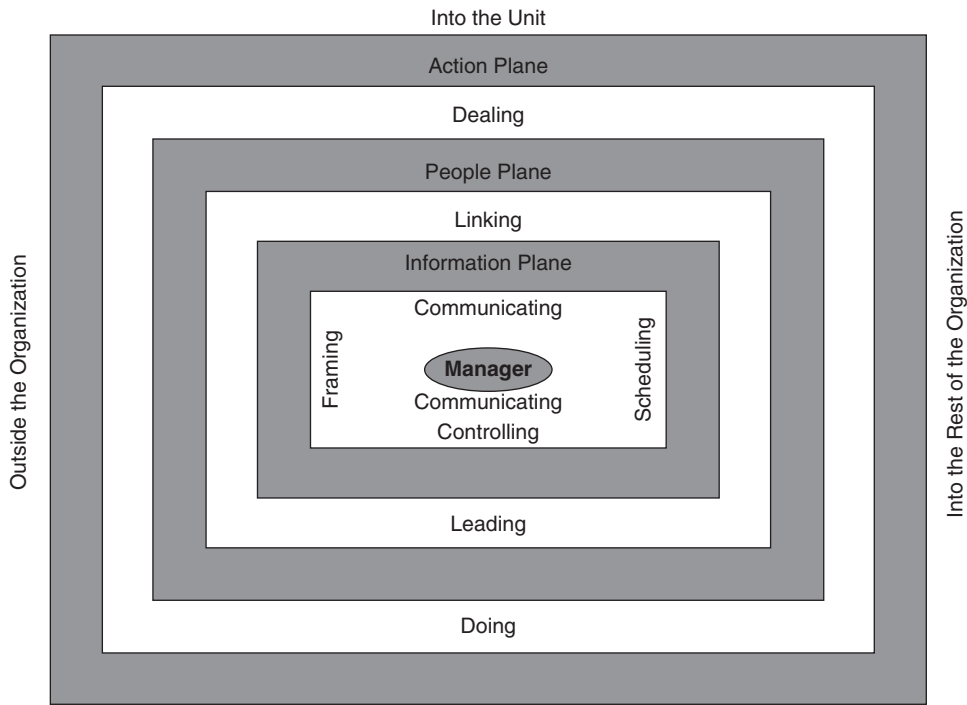 Into the Unit
Action Plane
Dealing
People Plane
Linking
Information Plane
Communicating
Framing
Manager
Scheduling
Communicating
Controlling
Leading
Doing
Outside the Organization
Into the Rest of the Organization